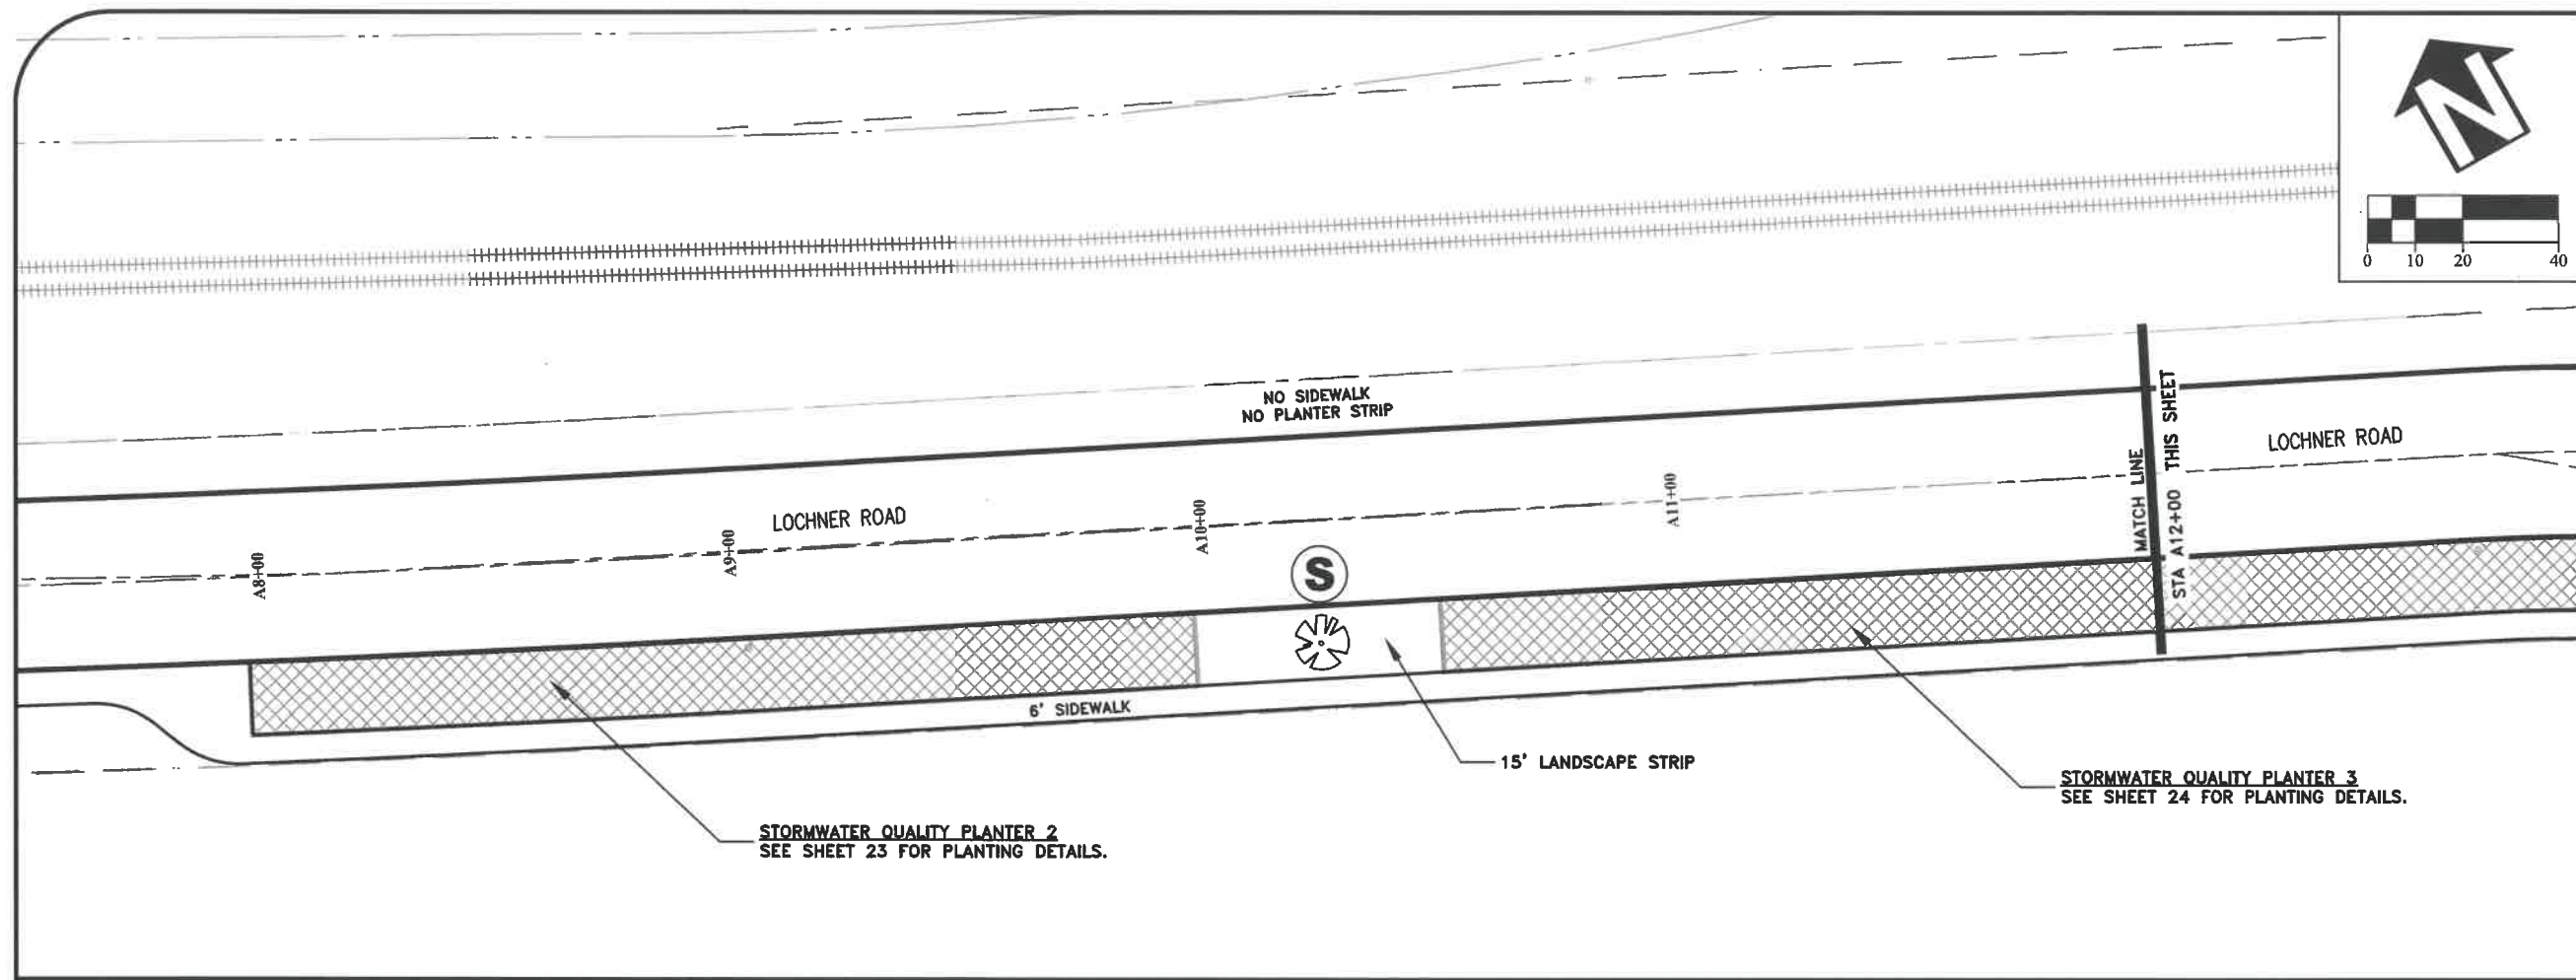 N
0 10 20 40
NO SIDEWALK
NO PLANTER STRIP
MATCH LINE
STA A12+00 THIS SHEET
LOCHNER ROAD
LOCHNER ROAD
A8+00
A9+00
A10+00
A11+00
S
6' SIDEWALK
15' LANDSCAPE STRIP
STORMWATER QUALITY PLANTER 3
SEE SHEET 24 FOR PLANTING DETAILS.
STORMWATER QUALITY PLANTER 2
SEE SHEET 23 FOR PLANTING DETAILS.